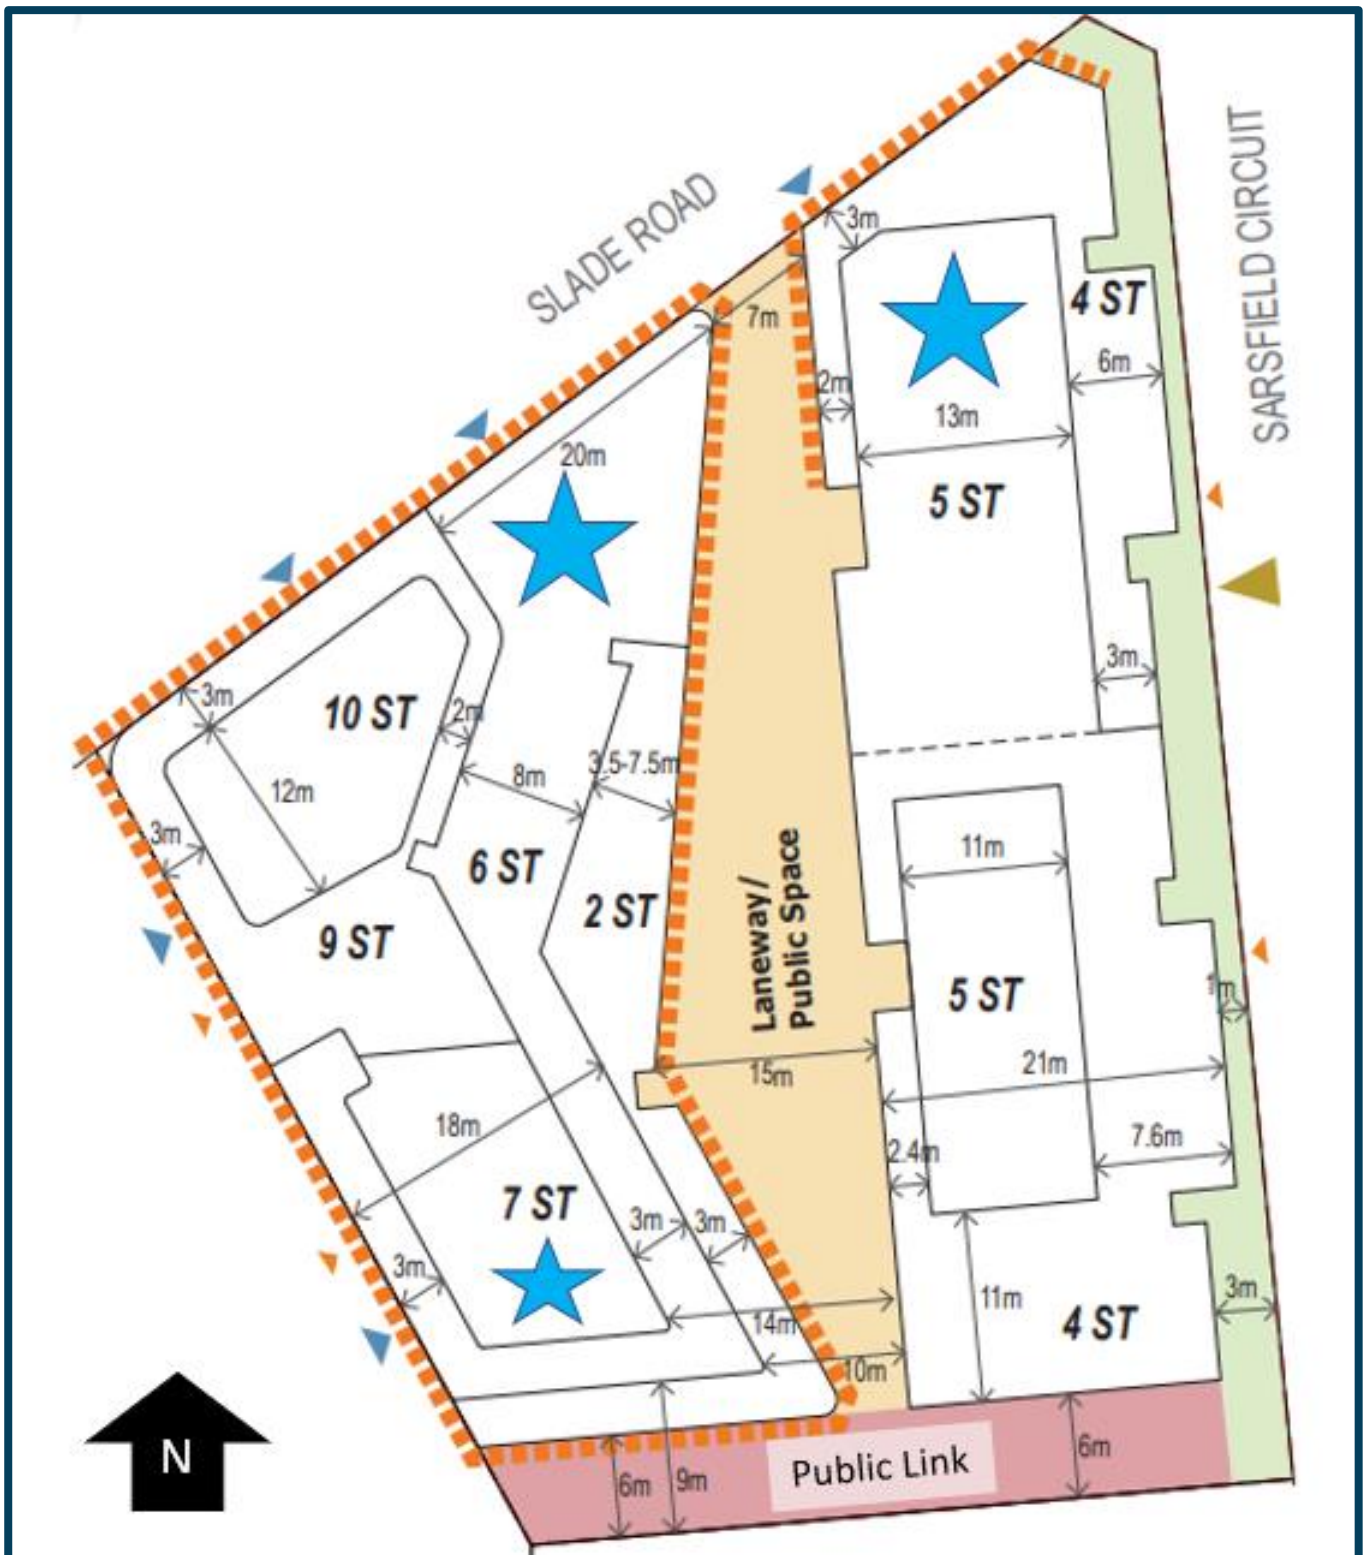 SLADE ROAD
SARSFIELD CIRCUIT
3m
7m
4 ST
6m
2m
13m
20m
5 ST
3m
3m
10 ST
2m
8m
3.5-7.5m
12m
3m
6 ST
11m
2 ST
9 ST
Laneway/
Public Space
5 ST
1m
15m
21m
18m
7.6m
2.4m
7 ST
3m
3m
3m
11m
3m
14m
4 ST
10m
N
Public Link
6m
9m
6m